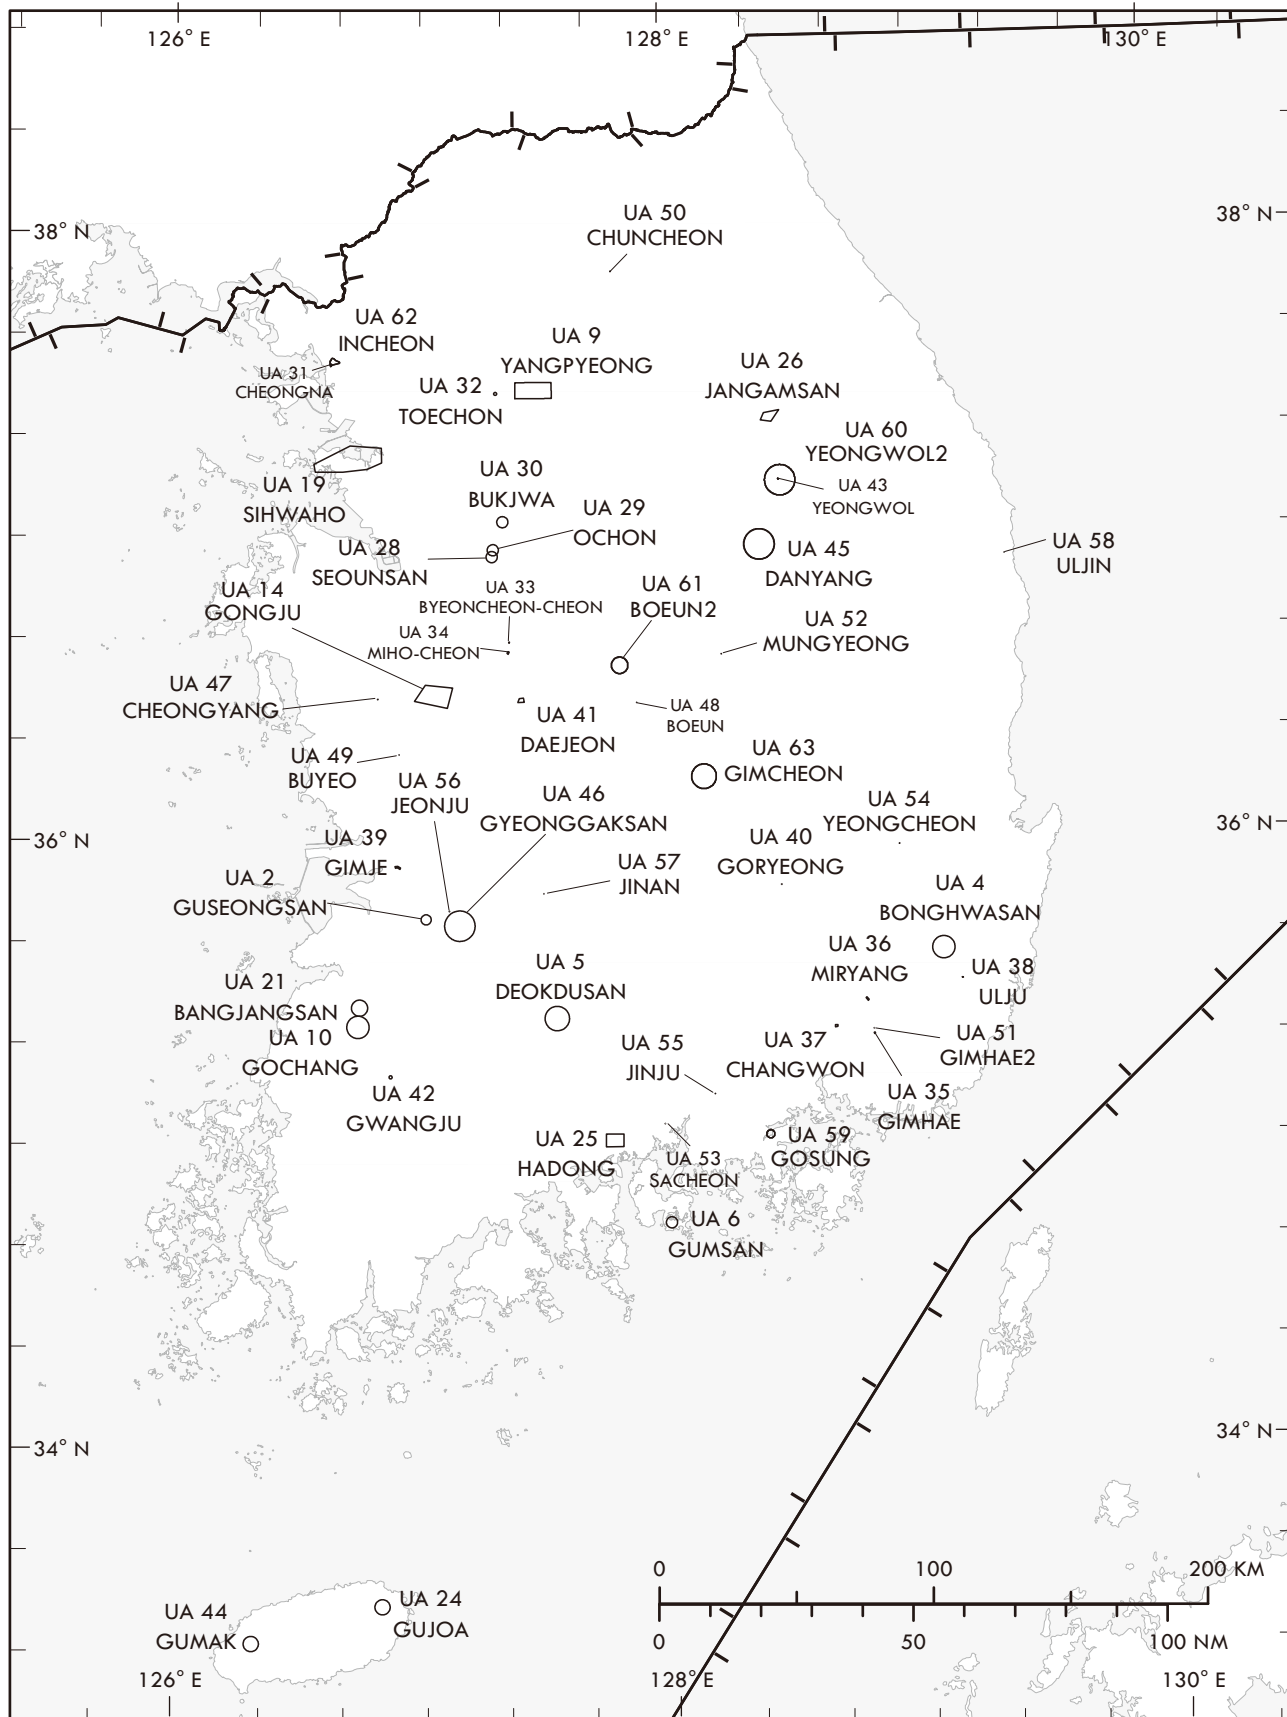 126° E
128° E
130° E
UA 50
CHUNCHEON
38° N
38° N
UA 62
INCHEON
UA 9
YANGPYEONG
UA 31
CHEONGNA
UA 32
TOECHON
UA 26
JANGAMSAN
UA 60
YEONGWOL2
UA 43
YEONGWOL
UA 30
BUKJWA
UA 19
SIHWAHO
UA 29
OCHON
UA 28
SEOUNSAN
UA 45
DANYANG
UA 58
ULJIN
UA 14
GONGJU
UA 33
BYEONCHEON-CHEON
UA 61
BOEUN2
UA 34
MIHO-CHEON
UA 52
MUNGYEONG
UA 47
CHEONGYANG
UA 41
DAEJEON
UA 48
BOEUN
UA 49
BUYEO
UA 63
GIMCHEON
UA 56
JEONJU
UA 46
GYEONGGAKSAN
UA 54
YEONGCHEON
36° N
36° N
UA 39
GIMJE
UA 40
GORYEONG
UA 57
JINAN
UA 2
GUSEONGSAN
UA 4
BONGHWASAN
UA 36
MIRYANG
UA 38
ULJU
UA 5
DEOKDUSAN
UA 21
BANGJANGSAN
UA 10
GOCHANG
UA 55
JINJU
UA 37
CHANGWON
UA 51
GIMHAE2
UA 42
GWANGJU
UA 35
GIMHAE
UA 25
HADONG
UA 53
SACHEON
UA 59
GOSUNG
UA 6
GUMSAN
34° N
34° N
0
100
200 KM
UA 24
GUJOA
UA 44
GUMAK
0
50
100 NM
126° E
128° E
130° E